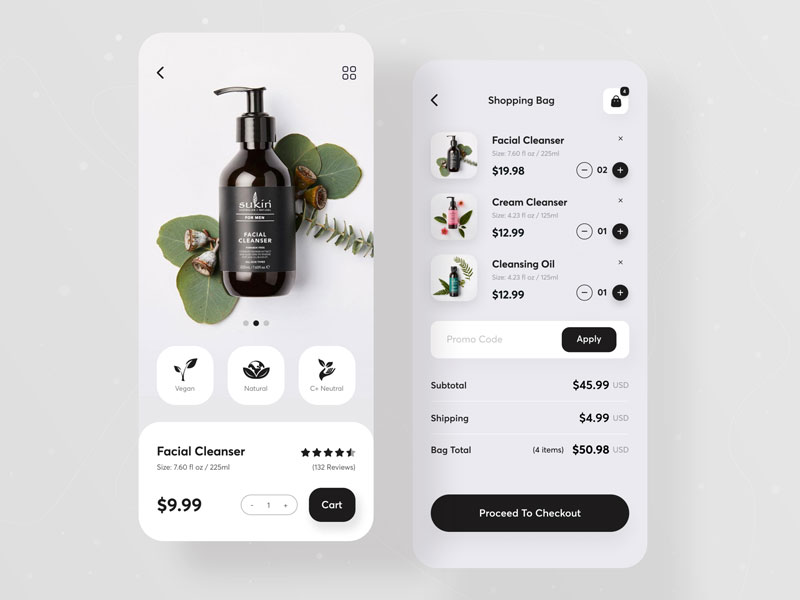 sukin
AUSTRALIAN NATURAL
FOR MEN
FACIAL
CLEANSER
Vegan
Natural
C+ Neutral
Facial Cleanser
Size: 7.60 fl oz / 225ml
(132 Reviews)
$9.99
- 1 +
Cart
Shopping Bag
4
Facial Cleanser
×
Size: 7.60 fl oz / 225ml
$19.98
− 02 +
Cream Cleanser
×
Size: 4.23 fl oz / 125ml
$12.99
− 01 +
Cleansing Oil
×
Size: 4.23 fl oz / 125ml
$12.99
− 01 +
Promo Code
Apply
Subtotal
$45.99 USD
Shipping
$4.99 USD
Bag Total
(4 items) $50.98 USD
Proceed To Checkout